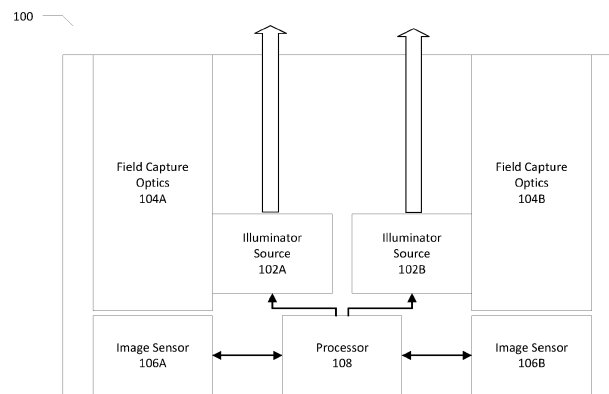 100
Field Capture
Optics
104A
Field Capture
Optics
104B
Illuminator
Source
102A
Illuminator
Source
102B
Image Sensor
106A
Processor
108
Image Sensor
106B